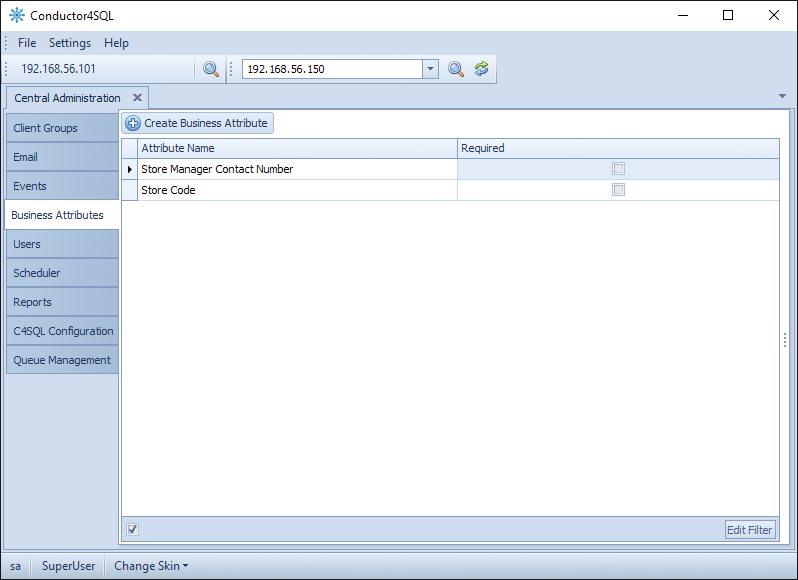 Conductor4SQL
File Settings Help
192.168.56.101 192.168.56.150
Central Administration
Client Groups
Email
Events
Business Attributes
Users
Scheduler
Reports
C4SQL Configuration
Queue Management
Create Business Attribute
Attribute Name Required
Store Manager Contact Number
Store Code
Edit Filter
sa SuperUser Change Skin